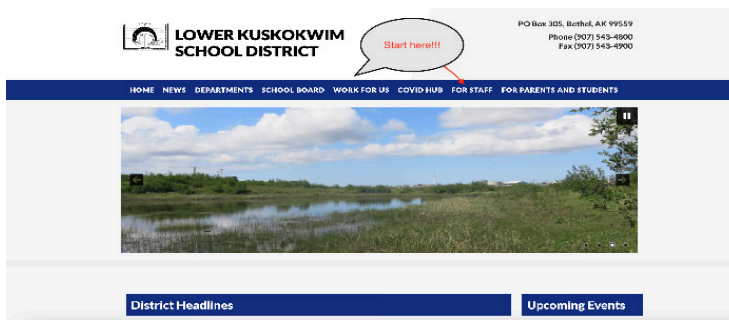 LOWER KUSKOKWIM
SCHOOL DISTRICT
Start here!!!
PO Box 305, Bethel, AK 99559
Phone (907) 543-4800
Fax (907) 543-4900
HOME NEWS DEPARTMENTS SCHOOL BOARD WORK FOR US COVID HUB FOR STAFF FOR PARENTS AND STUDENTS
District Headlines
Upcoming Events